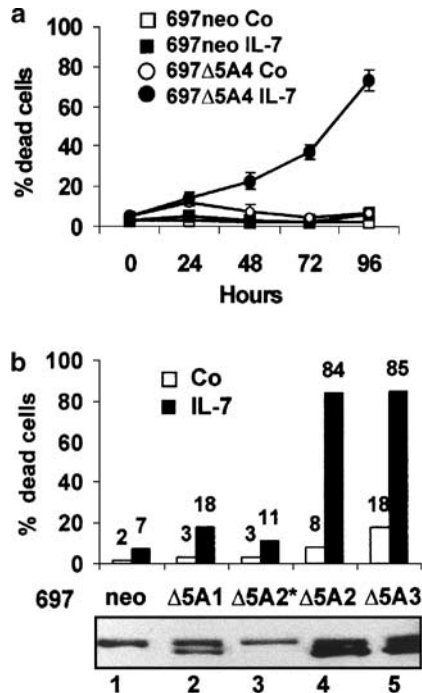 a
697neo Co
697neo IL-7
697Δ5A4 Co
697Δ5A4 IL-7
% dead cells
100
80
60
40
20
0
0 24 48 72 96
Hours
b
Co
IL-7
% dead cells
100
80
60
40
20
0
2 7 3 18 3 11 8 84 18 85
697 neo Δ5A1 Δ5A2* Δ5A2 Δ5A3
1 2 3 4 5